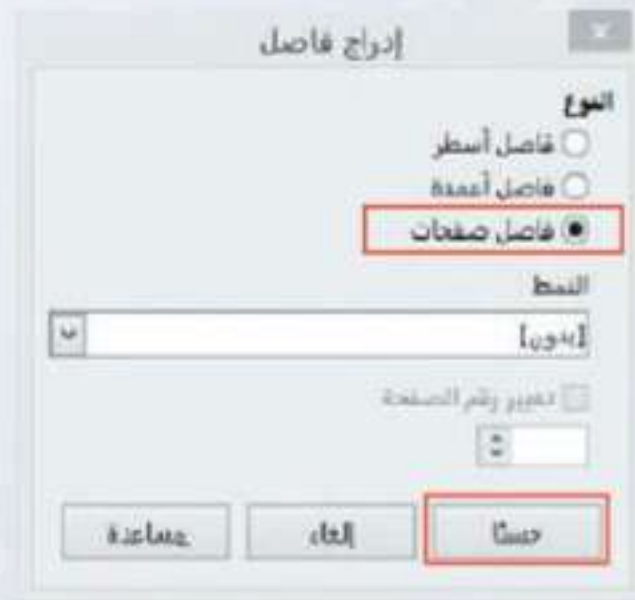 إدراج فاصل
النوع
فاصل أسطر
فاصل أعمدة
فاصل صفحات
النمط
[بدون]
تغيير رقم الصفحة
حسنًا
إلغاء
مساعدة